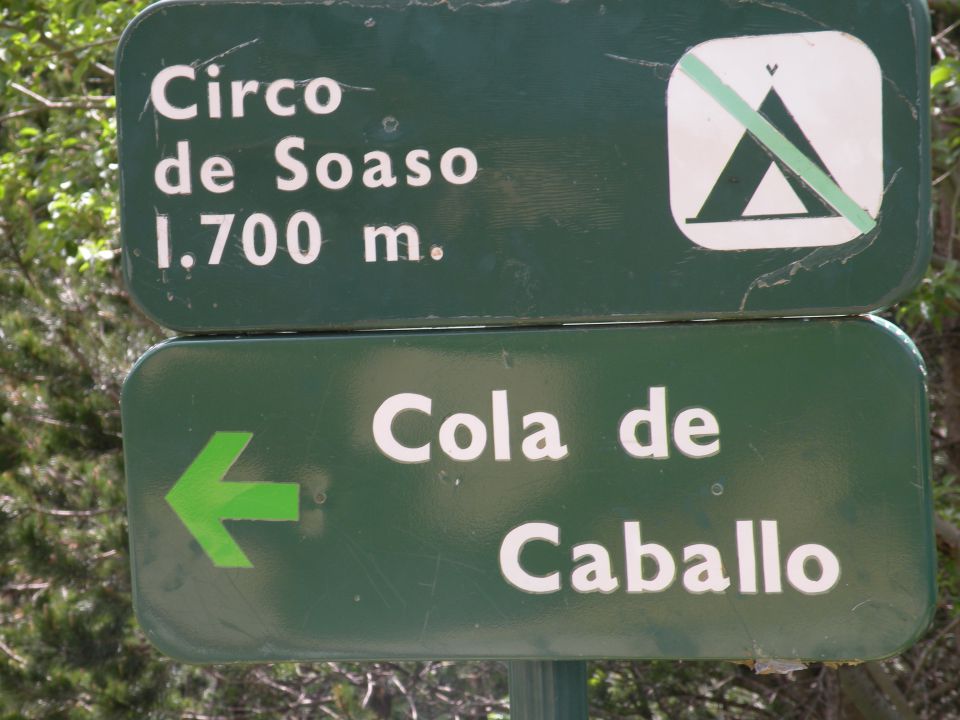 Circo
de Soaso
1.700 m.
Cola de
Caballo